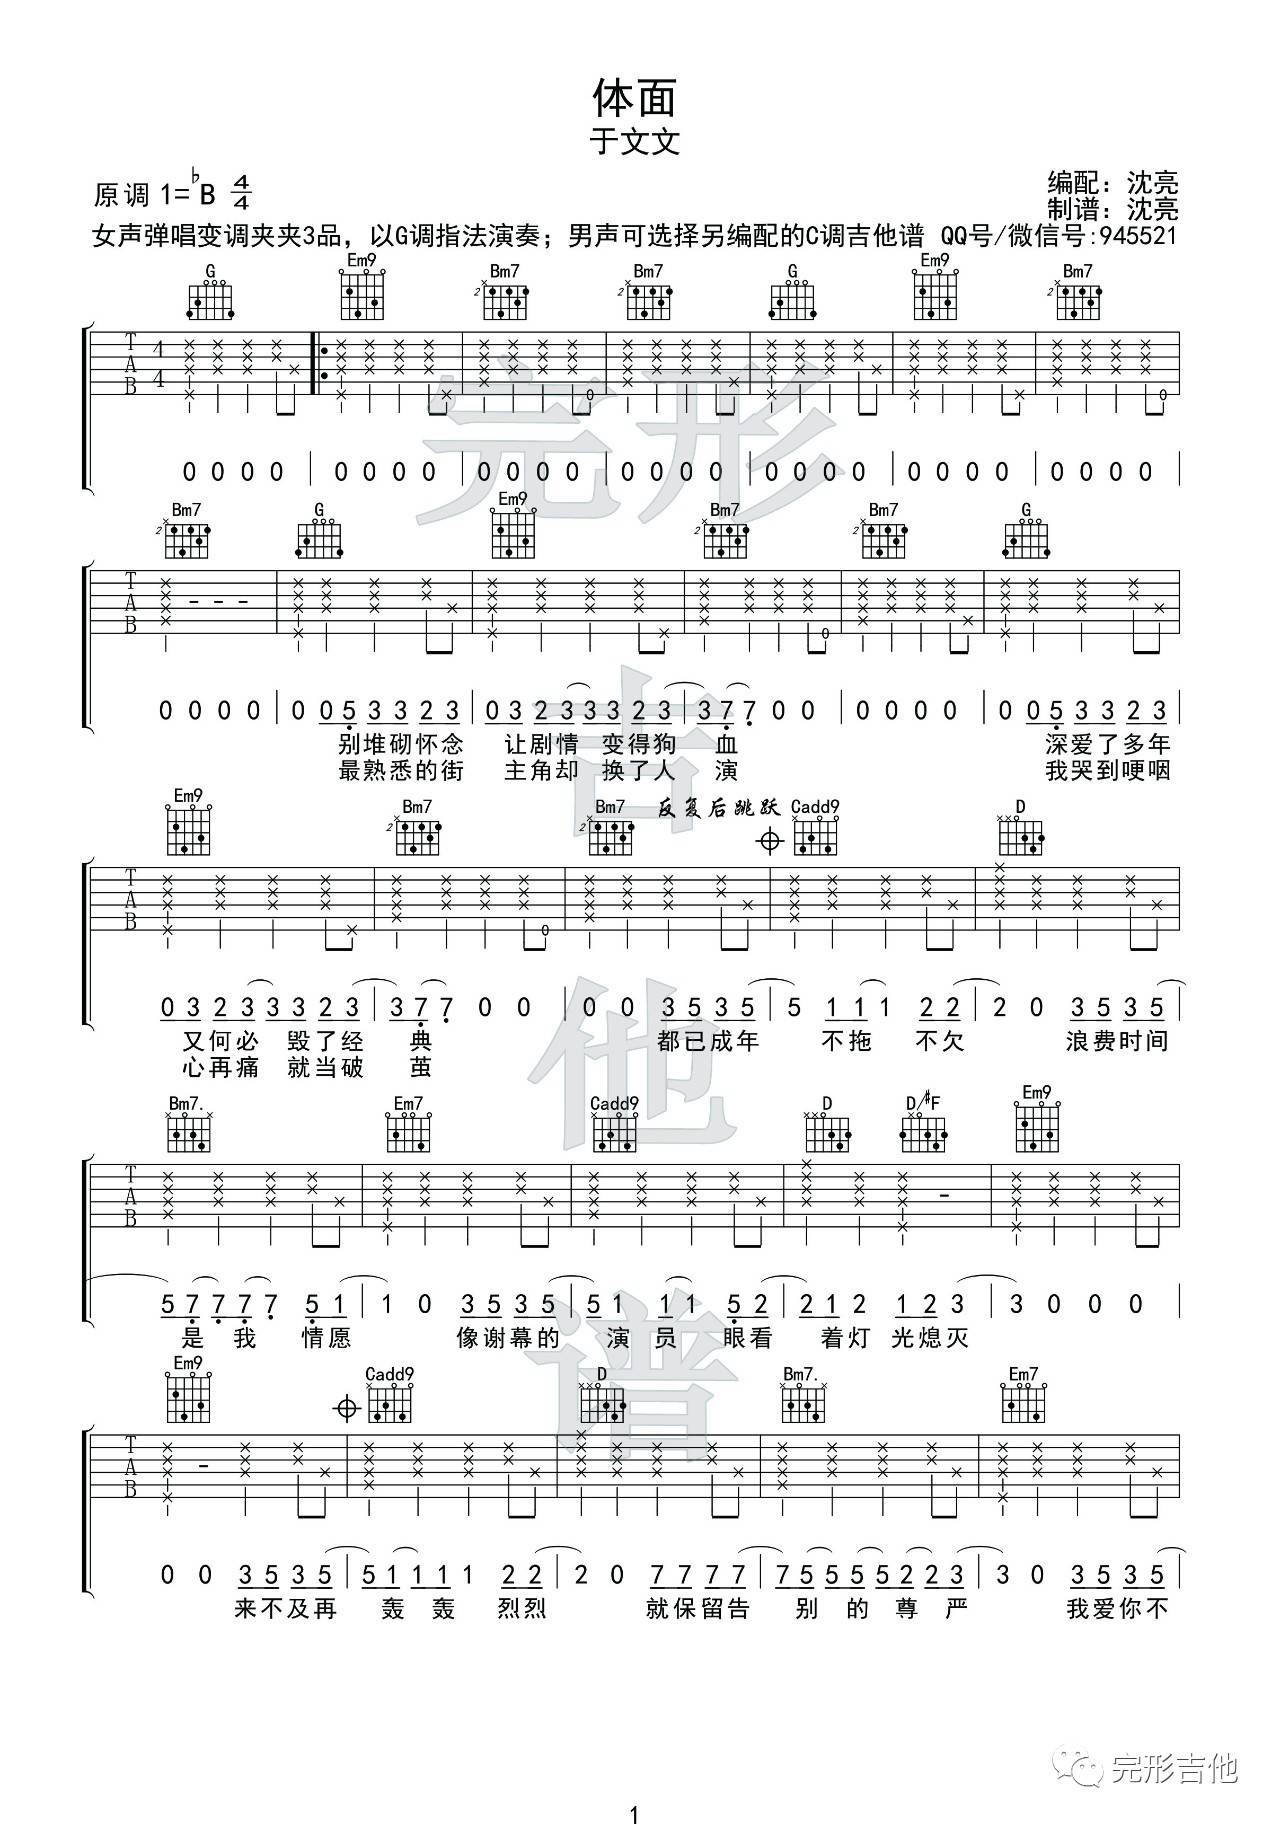 体面
于文文
原调 1=♭B 4/4
编配：沈亮
制谱：沈亮
女声弹唱变调夹夹3品，以G调指法演奏；男声可选择另编配的C调吉他谱 QQ号/微信号:945521
G Em9 Bm7 Bm7 G Em9 Bm7
T A B 4/4
0 0 0 0 | 0 0 0 0 | 0 0 0 0 | 0 0 0 0 | 0 0 0 0 | 0 0 0 0 | 0 0 0 0 |
Bm7 G Em9 Bm7 Bm7 G
T A B
0 0 0 0 | 0 0 5 3 3 2 3 | 0 3 2 3 3 3 2 3 | 3 7 7 0 0 | 0 0 0 0 | 0 0 5 3 3 2 3
别堆砌怀念 让剧情 变得狗 血 深爱了多年
最熟悉的街 主角却 换了人 演 我哭到哽咽
Em9 Bm7 Bm7 反复后跳跃 Cadd9 D
T A B
0 3 2 3 3 3 2 3 | 3 7 7 0 0 | 0 0 3 5 3 5 | 5 1 1 1 2 2 | 2 0 3 5 3 5
又何必 毁了经 典 都已成年 不拖 不欠 浪费时间
心再痛 就当破 茧
Bm7. Em7 Cadd9 D D/#F Em9
T A B
5 7 7 7 7 5 1 | 1 0 3 5 3 5 | 5 1 1 1 5 2 | 2 1 2 1 2 3 | 3 0 0 0
是 我 情愿 像谢幕的 演员 眼看 着灯 光熄灭
Em9 Cadd9 D Bm7. Em7
T A B
0 0 3 5 3 5 | 5 1 1 1 1 2 2 | 2 0 7 7 7 7 | 7 5 5 5 5 2 2 3 | 3 0 3 5 3 5
来不及再 轰轰 烈烈 就保留告 别的尊严 我爱你不
完形吉他谱
完形吉他
1